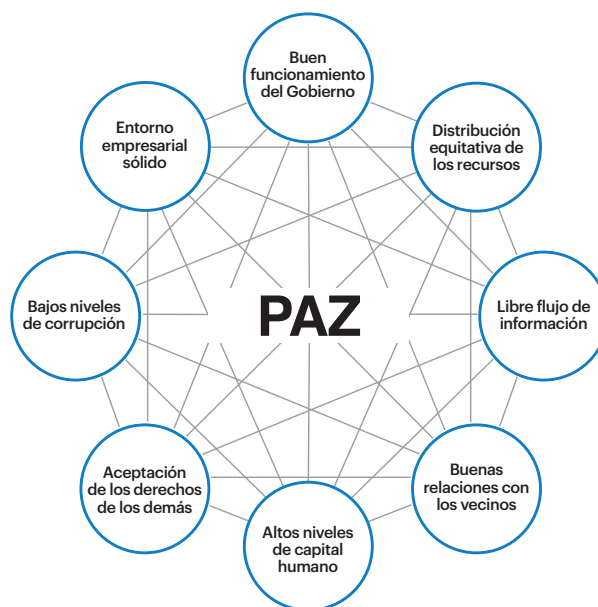 Buen
funcionamiento
del Gobierno
Entorno
empresarial
sólido
Distribución
equitativa de
los recursos
Bajos niveles
de corrupción
PAZ
Libre flujo de
información
Aceptación
de los derechos
de los demás
Buenas
relaciones con
los vecinos
Altos niveles
de capital
humano